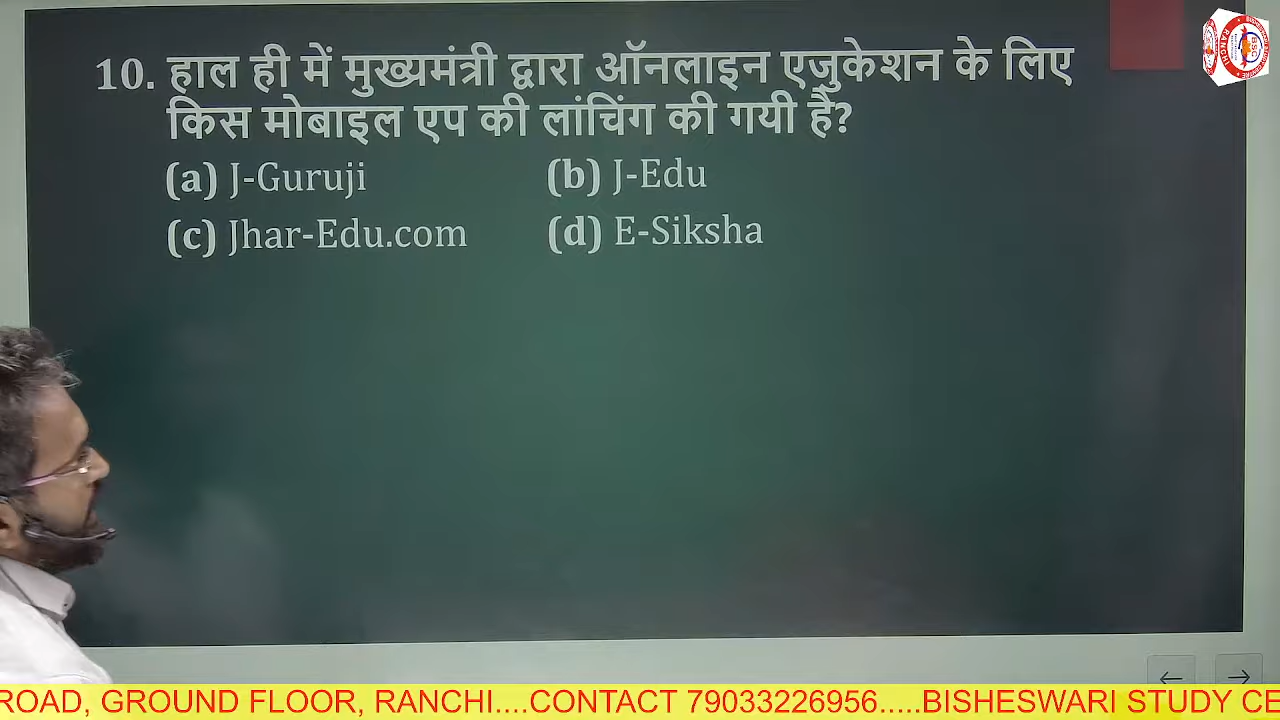 10. हाल ही में मुख्यमंत्री द्वारा ऑनलाइन एजुकेशन के लिए
किस मोबाइल एप की लांचिंग की गयी है?
(a) J-Guruji (b) J-Edu
(c) Jhar-Edu.com (d) E-Siksha
ROAD, GROUND FLOOR, RANCHI....CONTACT 79033226956.....BISHESWARI STUDY CE